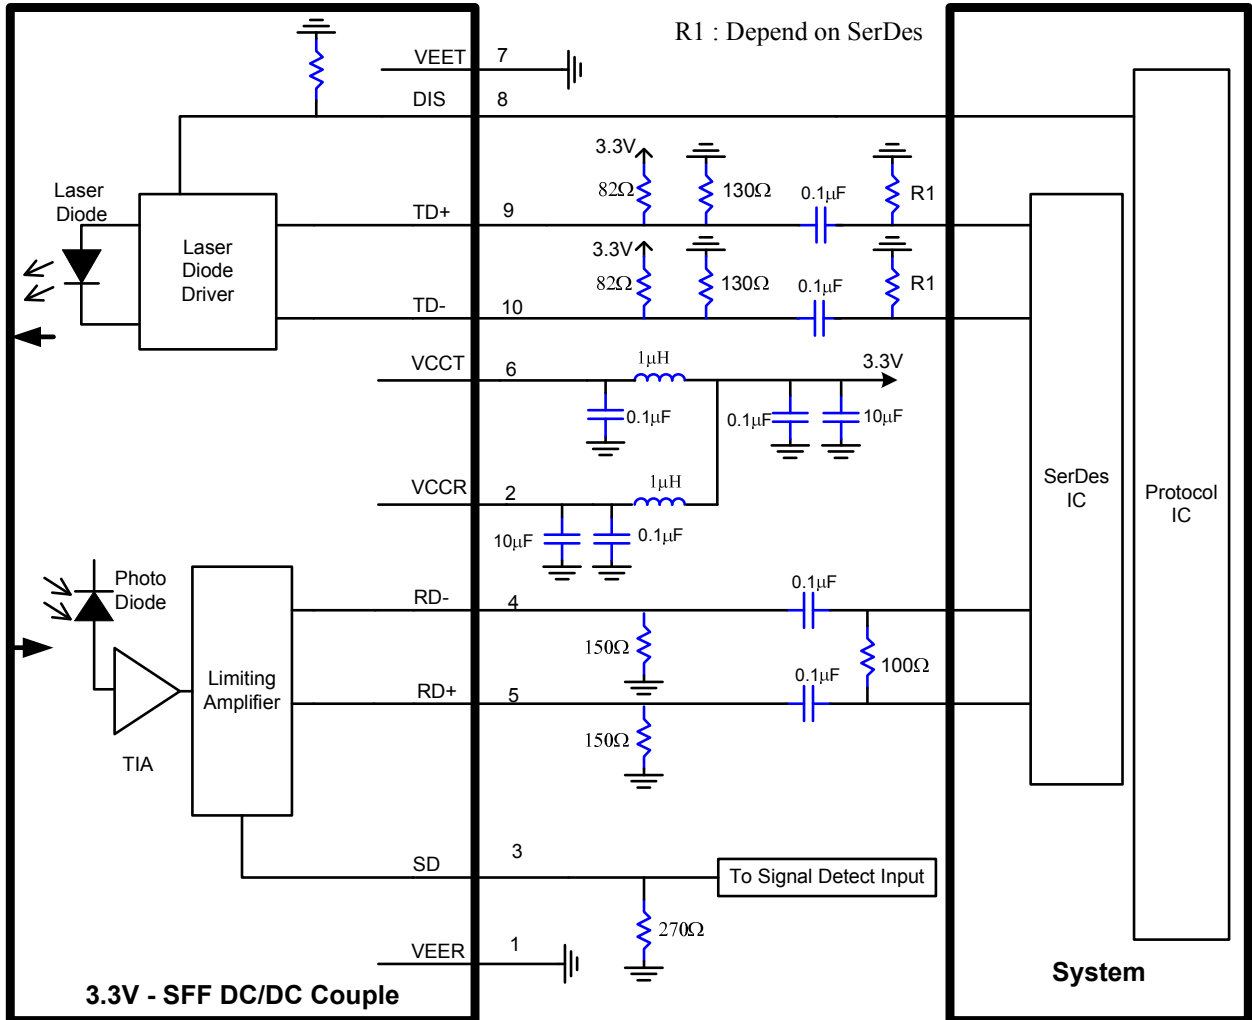 R1 : Depend on SerDes
VEET
7
DIS
8
3.3V
82Ω
130Ω
0.1μF
R1
Laser
Diode
TD+
9
Laser
Diode
Driver
3.3V
82Ω
130Ω
0.1μF
R1
TD-
10
VCCT
6
1μH
3.3V
0.1μF
0.1μF
10μF
VCCR
2
1μH
10μF
0.1μF
SerDes
IC
Protocol
IC
Photo
Diode
RD-
4
0.1μF
150Ω
100Ω
Limiting
Amplifier
RD+
5
0.1μF
150Ω
TIA
SD
3
To Signal Detect Input
270Ω
VEER
1
3.3V - SFF DC/DC Couple
System